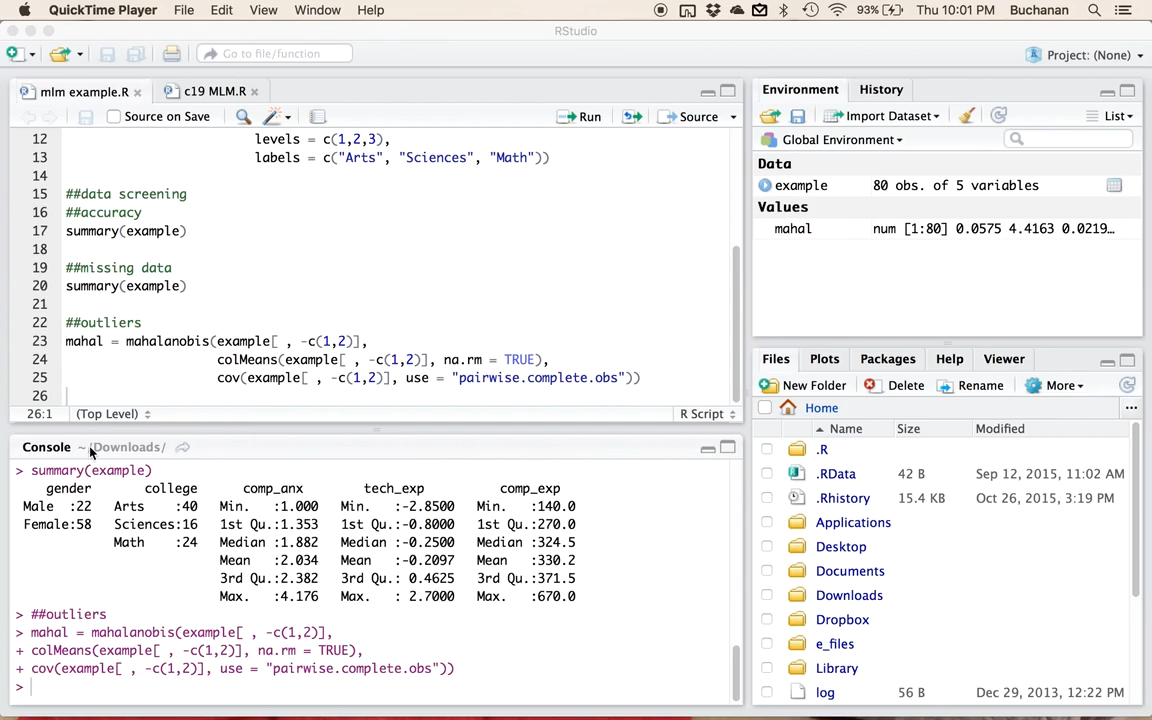 QuickTime Player File Edit View Window Help 93% Thu 10:01 PM Buchanan
RStudio
Go to file/function Project: (None)
mlm example.R c19 MLM.R
Source on Save Run Source
12 levels = c(1,2,3),
13 labels = c("Arts", "Sciences", "Math"))
14
15 ##data screening
16 ##accuracy
17 summary(example)
18
19 ##missing data
20 summary(example)
21
22 ##outliers
23 mahal = mahalanobis(example[ , -c(1,2)],
24 colMeans(example[ , -c(1,2)], na.rm = TRUE),
25 cov(example[ , -c(1,2)], use = "pairwise.complete.obs"))
26
26:1 (Top Level) R Script
Console ~/Downloads/
> summary(example)
gender college comp_anx tech_exp comp_exp
Male :22 Arts :40 Min. :1.000 Min. :-2.8500 Min. :140.0
Female:58 Sciences:16 1st Qu.:1.353 1st Qu.:-0.8000 1st Qu.:270.0
Math :24 Median :1.882 Median :-0.2500 Median :324.5
Mean :2.034 Mean :-0.2097 Mean :330.2
3rd Qu.:2.382 3rd Qu.: 0.4625 3rd Qu.:371.5
Max. :4.176 Max. : 2.7000 Max. :670.0
> ##outliers
> mahal = mahalanobis(example[ , -c(1,2)],
+ colMeans(example[ , -c(1,2)], na.rm = TRUE),
+ cov(example[ , -c(1,2)], use = "pairwise.complete.obs"))
>
Environment History
Import Dataset List
Global Environment
Data
example 80 obs. of 5 variables
Values
mahal num [1:80] 0.0575 4.4163 0.0219…
Files Plots Packages Help Viewer
New Folder Delete Rename More
Home
Name Size Modified
.R
.RData 42 B Sep 12, 2015, 11:02 AM
.Rhistory 15.4 KB Oct 26, 2015, 3:19 PM
Applications
Desktop
Documents
Downloads
Dropbox
e_files
Library
log 56 B Dec 29, 2013, 12:22 PM